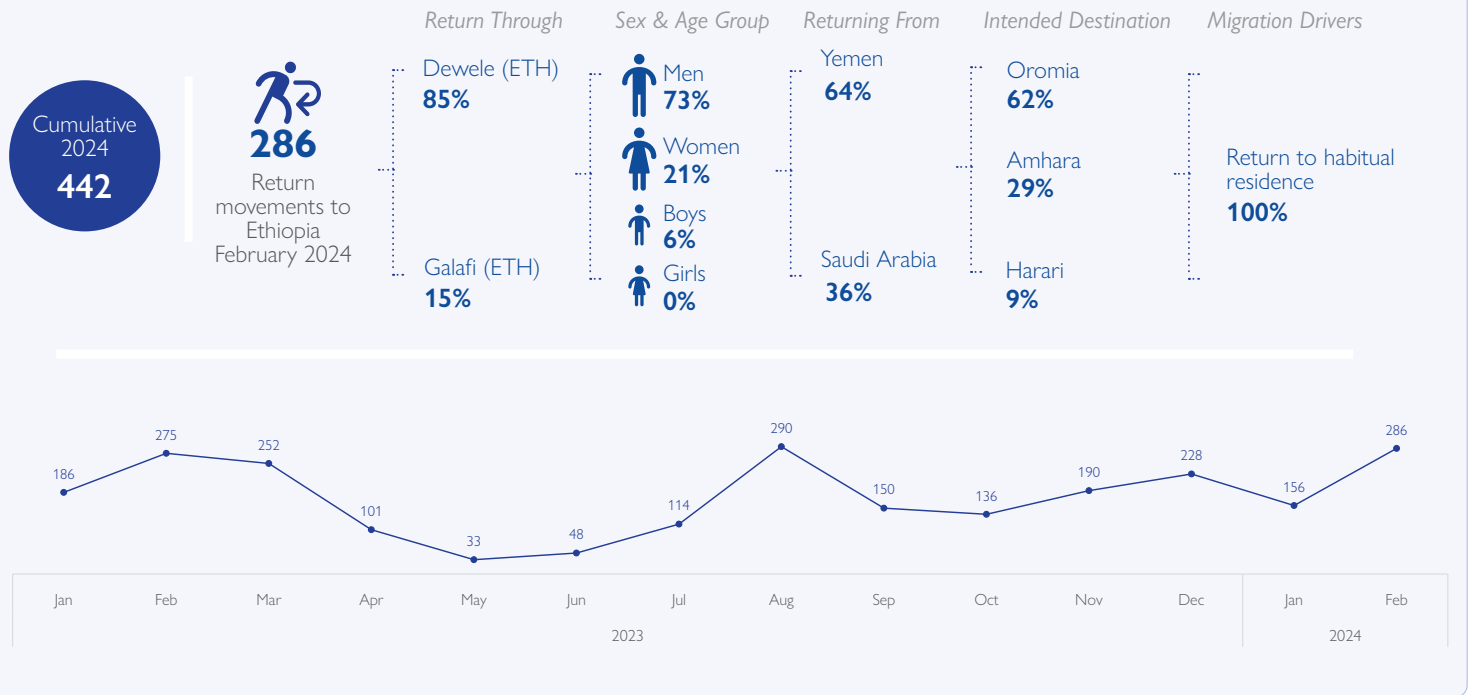 Return Through
Sex & Age Group
Returning From
Intended Destination
Migration Drivers
Cumulative
2024
442
286
Return
movements to
Ethiopia
February 2024
Dewele (ETH)
85%
Galafi (ETH)
15%
Men
73%
Women
21%
Boys
6%
Girls
0%
Yemen
64%
Saudi Arabia
36%
Oromia
62%
Amhara
29%
Harari
9%
Return to habitual
residence
100%
186
275
252
101
33
48
114
290
150
136
190
228
156
286
Jan
Feb
Mar
Apr
May
Jun
Jul
Aug
Sep
Oct
Nov
Dec
Jan
Feb
2023
2024